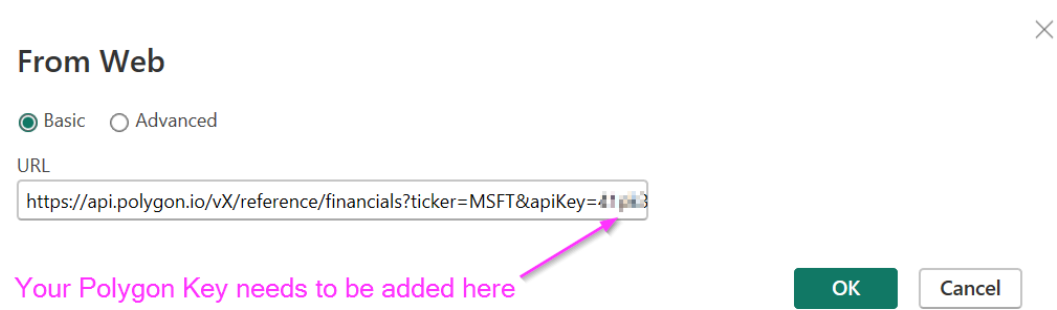 From Web
Basic Advanced
URL
https://api.polygon.io/vX/reference/financials?ticker=MSFT&apiKey=
Your Polygon Key needs to be added here
OK Cancel